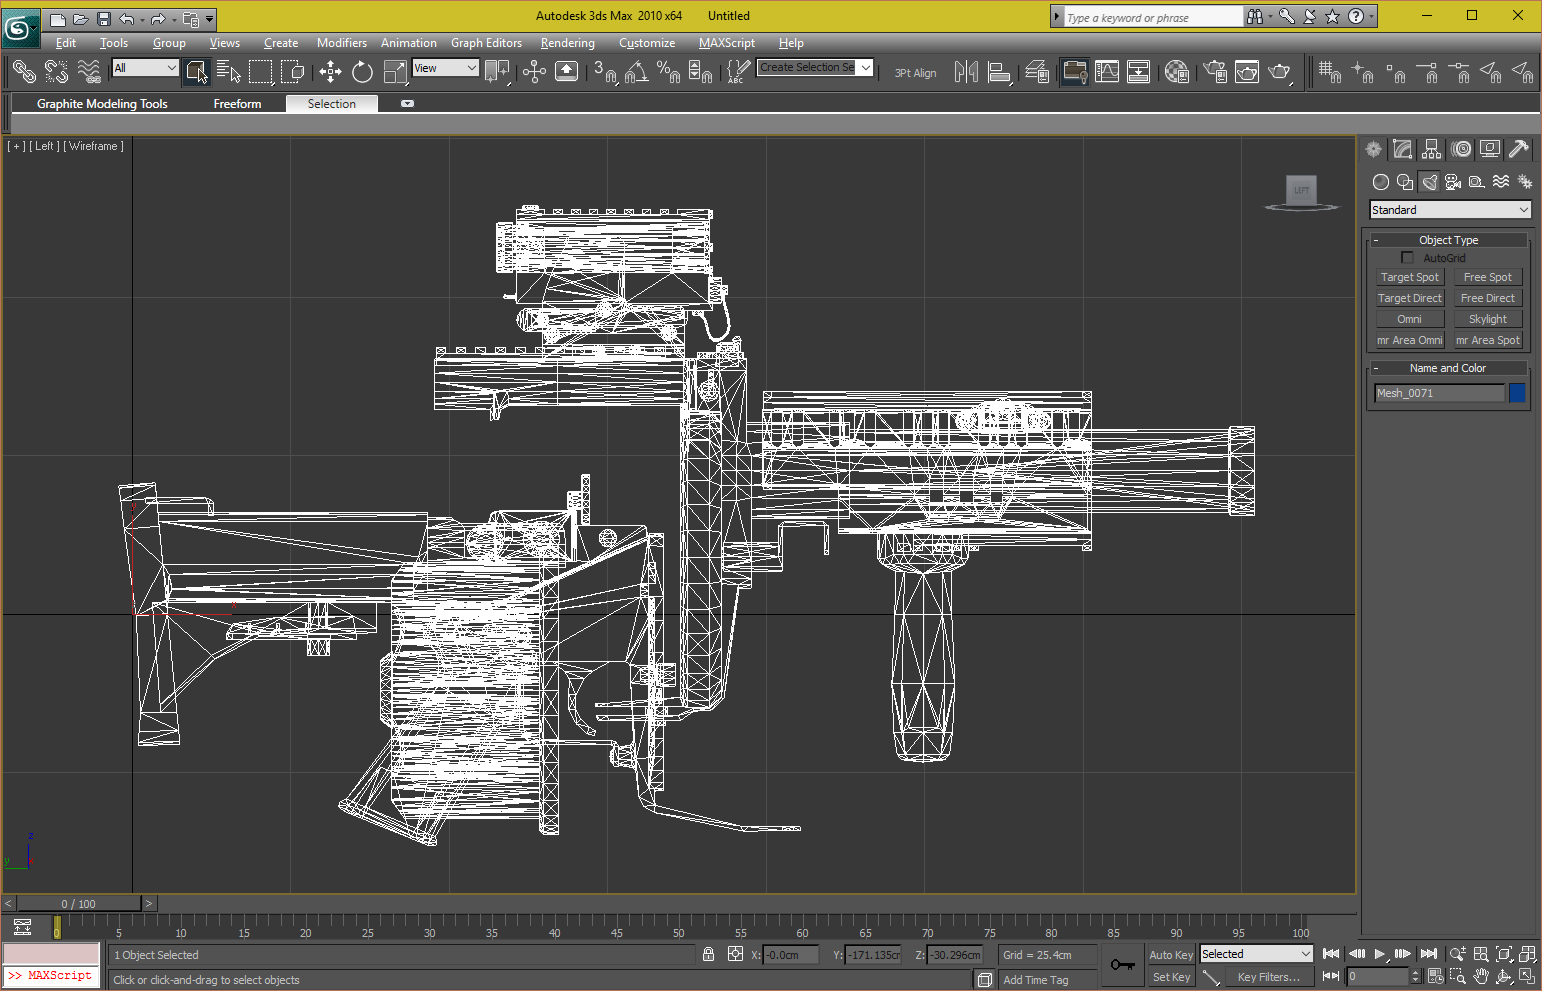 Autodesk 3ds Max 2010 x64 Untitled
Type a keyword or phrase
Edit Tools Group Views Create Modifiers Animation Graph Editors Rendering Customize MAXScript Help
All View 3 ABC Create Selection Se 3Pt Align
Graphite Modeling Tools Freeform Selection
[ + ] [ Left ] [ Wireframe ]
LEFT
Standard
- Object Type
AutoGrid
Target Spot Free Spot
Target Direct Free Direct
Omni Skylight
mr Area Omni mr Area Spot
- Name and Color
Mesh_0071
x
z
< 0 / 100 >
0 5 10 15 20 25 30 35 40 45 50 55 60 65 70 75 80 85 90 95 100
1 Object Selected X: -0.0cm Y: -171.135cm Z: -30.296cm Grid = 25.4cm Auto Key Selected
>> MAXScript Click or click-and-drag to select objects Add Time Tag Set Key Key Filters... 0